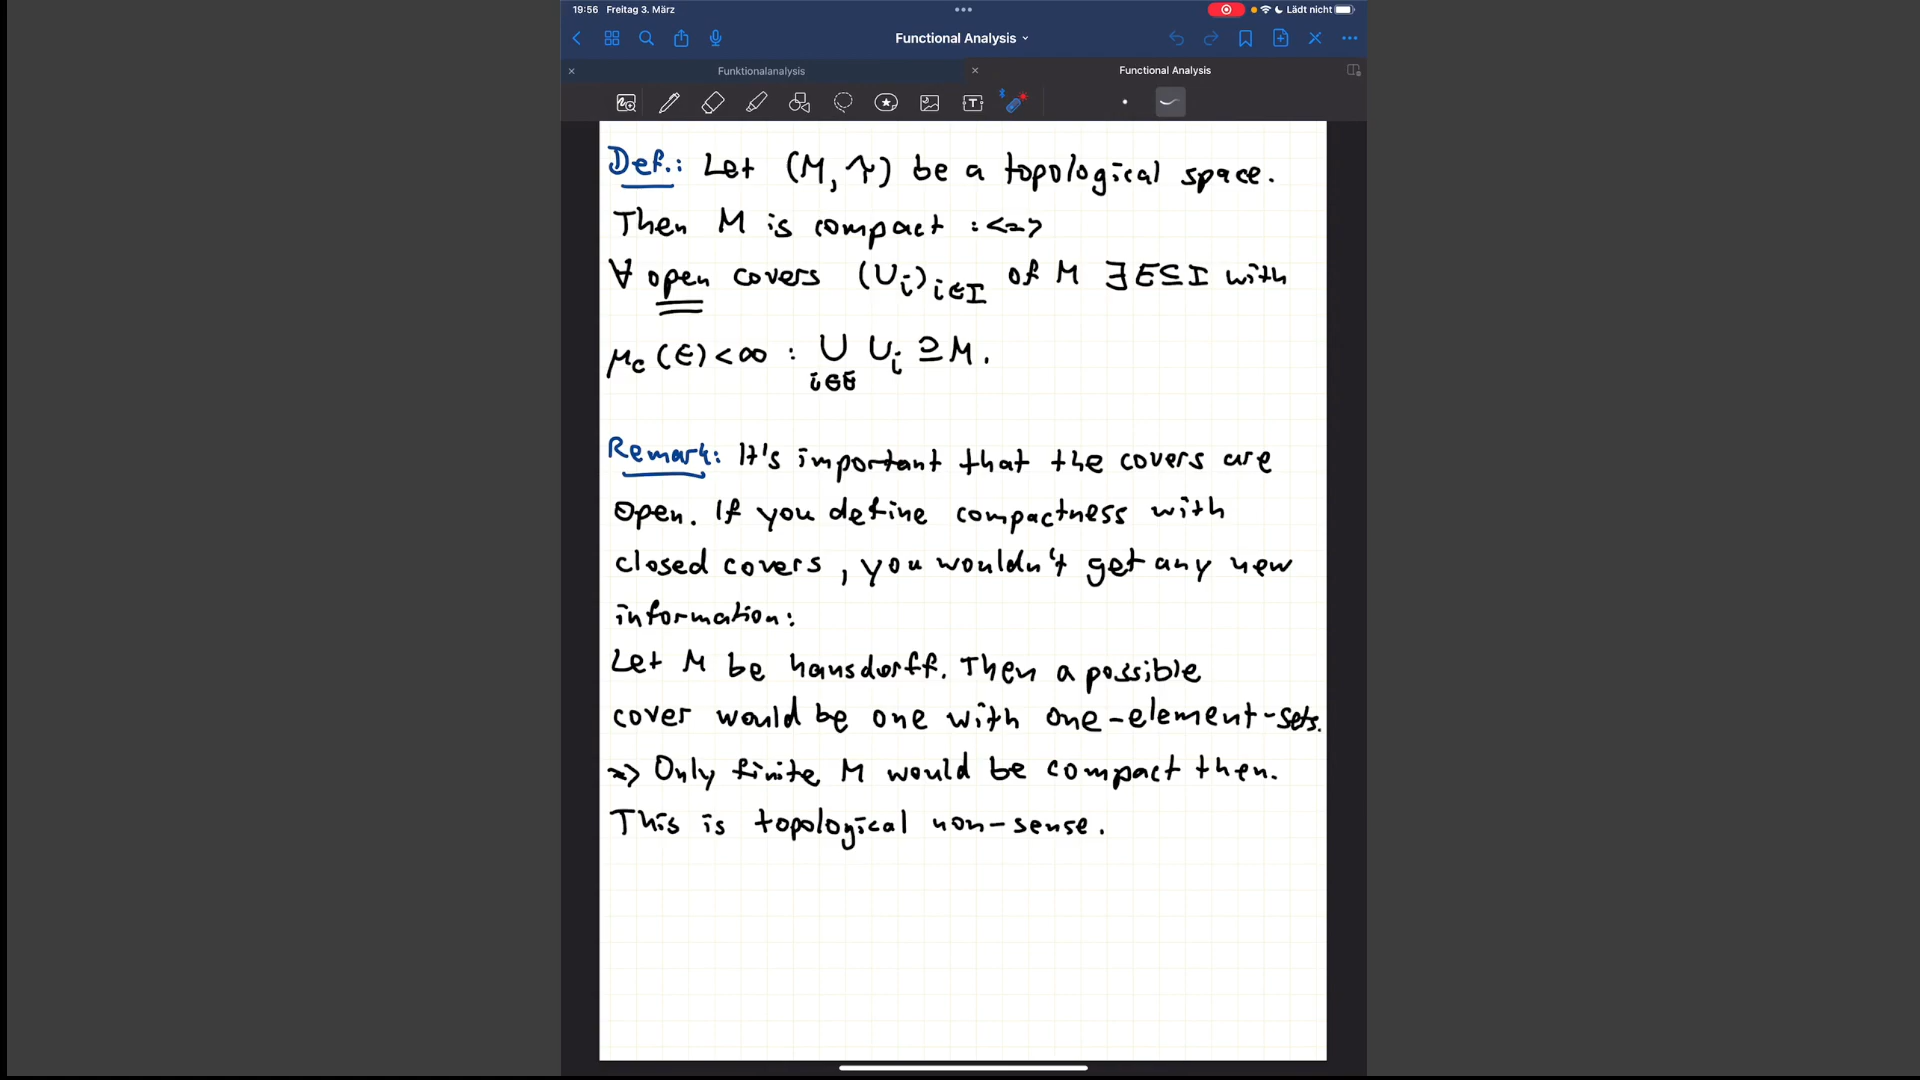 19:56 Freitag 3. März
Lädt nicht
Functional Analysis
Funktionalanalysis
Functional Analysis
Def.: Let (M, τ) be a topological space.
Then M is compact :<=>
∀ open covers (U_i)_{i∈I} of M ∃ E⊆I with
μ_c(E)<∞ : ⋃_{i∈E} U_i ⊇ M.
Remark: It's important that the covers are
open. If you define compactness with
closed covers, you wouldn't get any new
information:
Let M be hausdorff. Then a possible
cover would be one with one-element-sets.
=> Only finite M would be compact then.
This is topological non-sense.